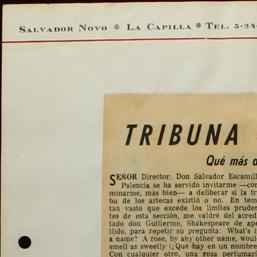 SALVADOR NOVO ® LA CAPILLA ® TEL. 5-24
TRIBUNA
Qué más d
SEÑOR Director: Don Salvador Escamill
Palencia se ha servido invitarme —con
minarme, más bien— a deliberar si la tr
bu de los aztecas existió o no. En tem
tan vasto que excede los límites pruden
tes de esta sección, me valdré del acred
tado don Guillermo, Shakespeare de ape
llido, para repetir su pregunta: What's i
a name? A rose, by any other name, woul
smell as sweetly (¿Qué hay en un nombre
Con cualquier otro, una rosa perfumarí